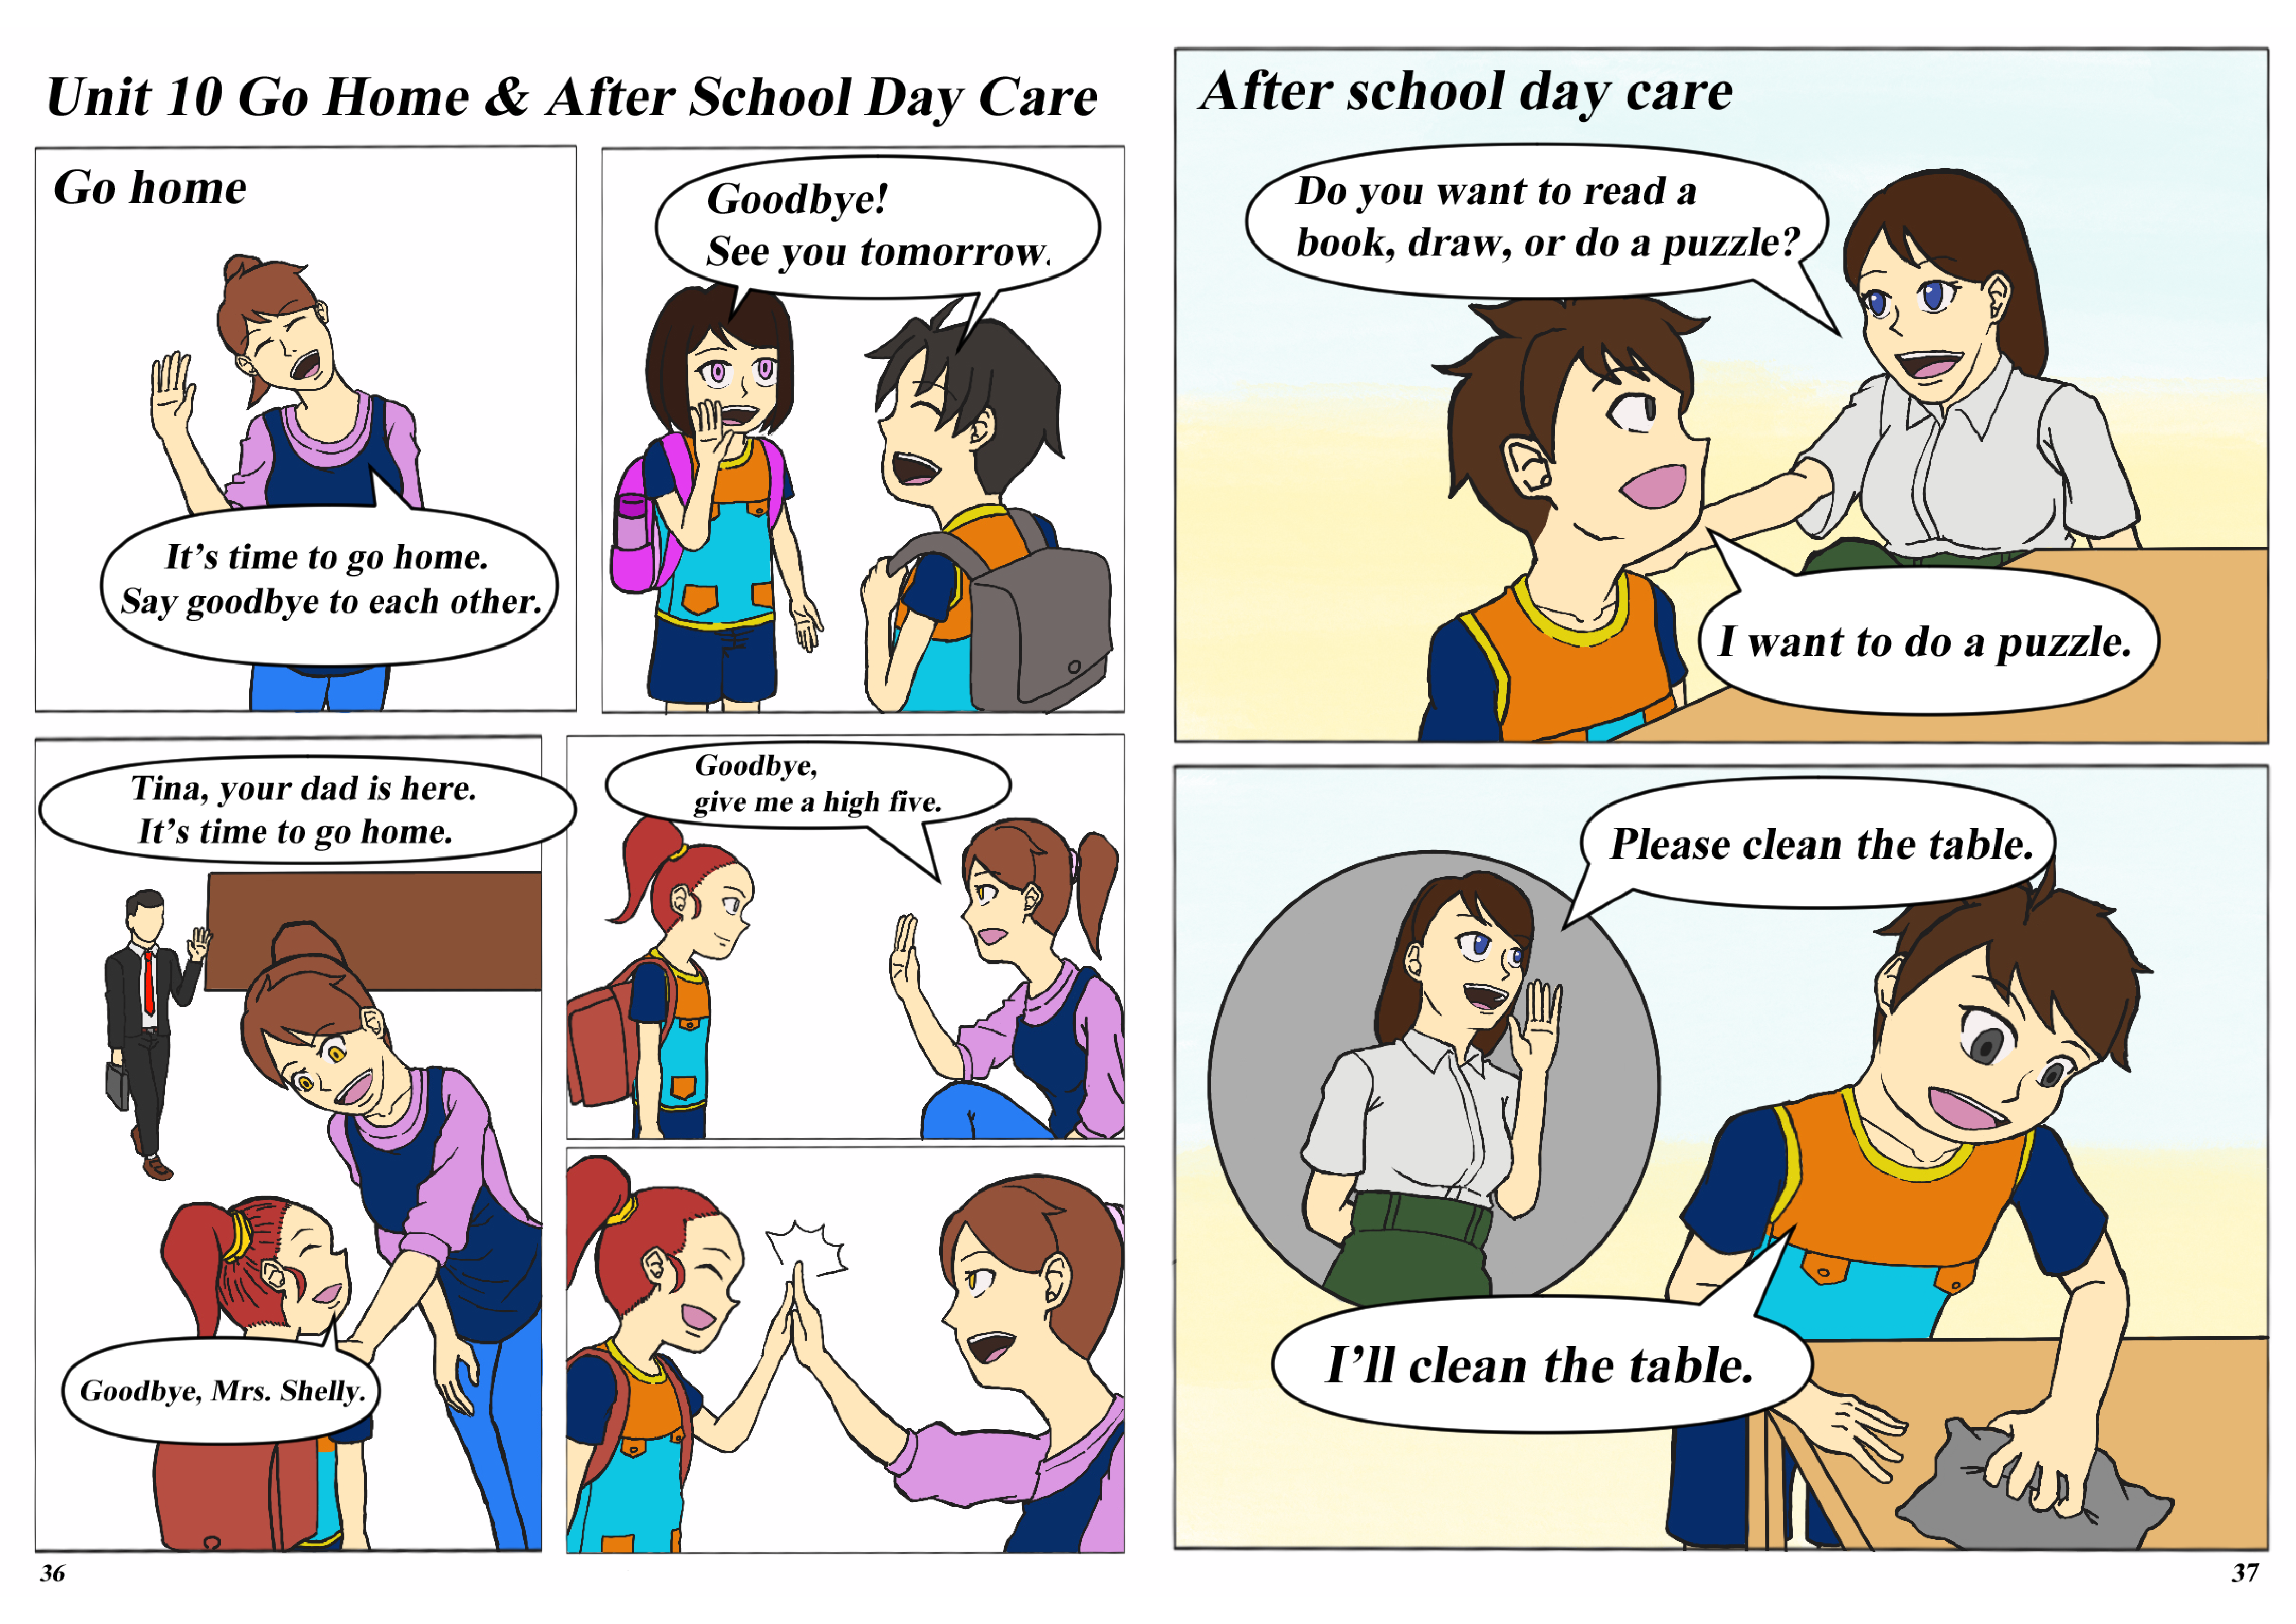 Unit 10 Go Home & After School Day Care
Go home
It's time to go home.
Say goodbye to each other.
Goodbye!
See you tomorrow.
Tina, your dad is here.
It's time to go home.
Goodbye, Mrs. Shelly.
Goodbye,
give me a high five.
36
After school day care
Do you want to read a
book, draw, or do a puzzle?
I want to do a puzzle.
Please clean the table.
I'll clean the table.
37